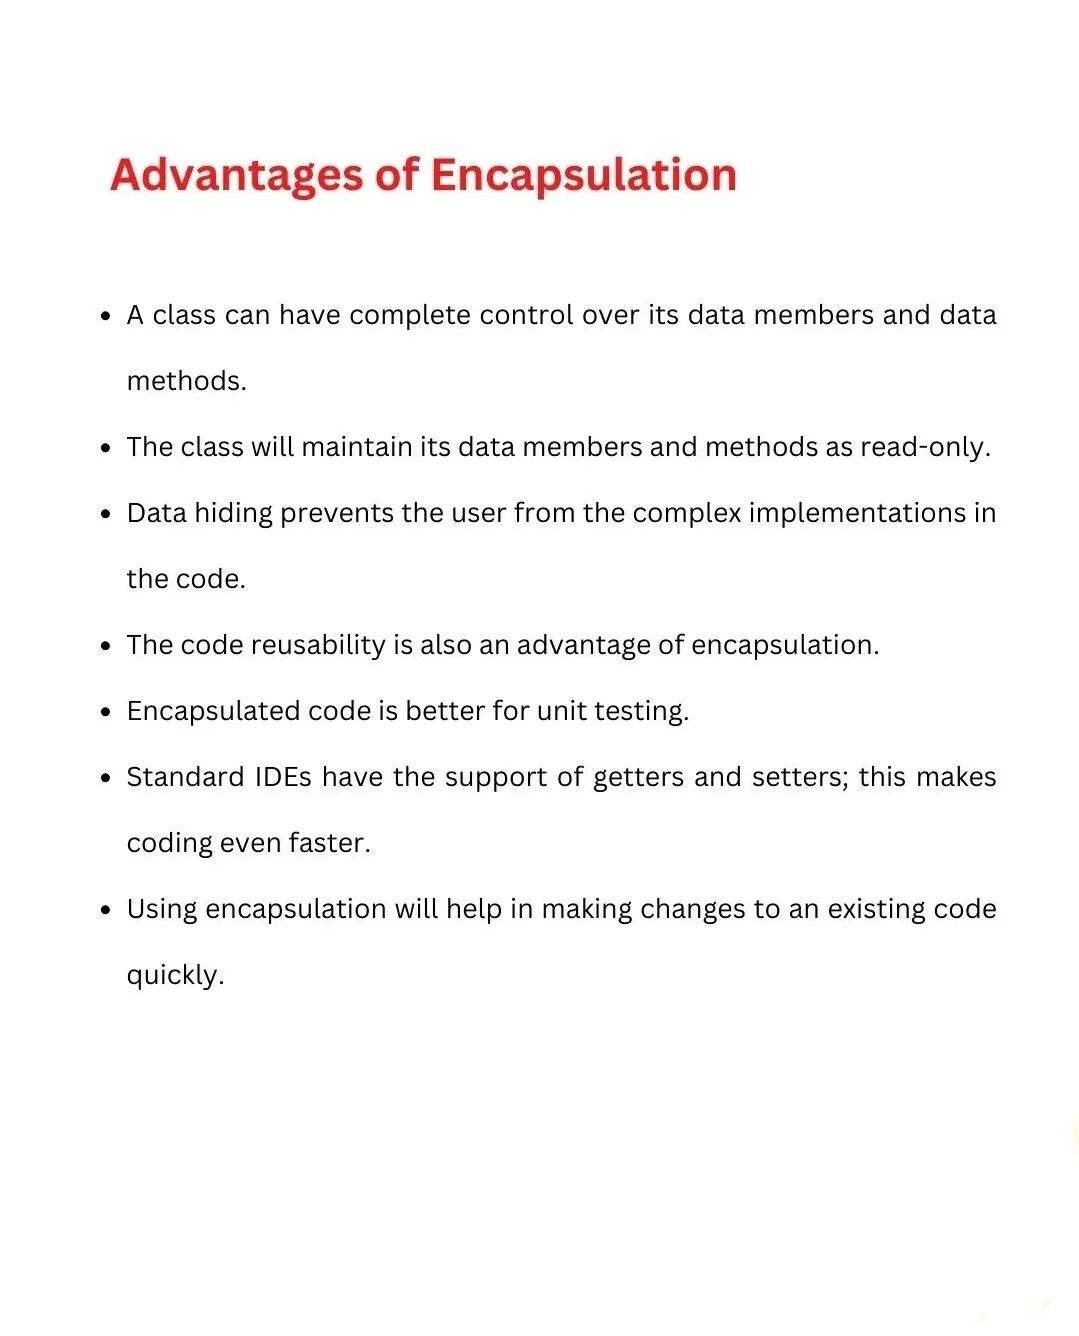 Advantages of Encapsulation
• A class can have complete control over its data members and data
methods.
• The class will maintain its data members and methods as read-only.
• Data hiding prevents the user from the complex implementations in
the code.
• The code reusability is also an advantage of encapsulation.
• Encapsulated code is better for unit testing.
• Standard IDEs have the support of getters and setters; this makes
coding even faster.
• Using encapsulation will help in making changes to an existing code
quickly.